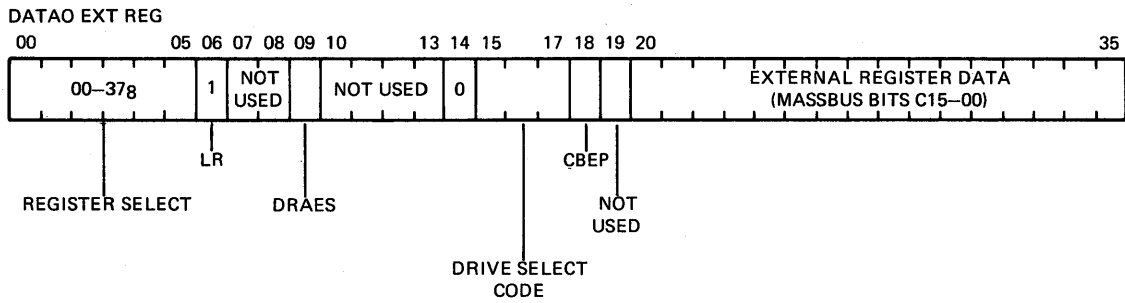 DATAO EXT REG
00 05 06 07 08 09 10 13 14 15 17 18 19 20 35
00–378 1 NOT USED NOT USED 0 EXTERNAL REGISTER DATA (MASSBUS BITS C15–00)
LR CBEP
REGISTER SELECT DRAES NOT USED
DRIVE SELECT CODE